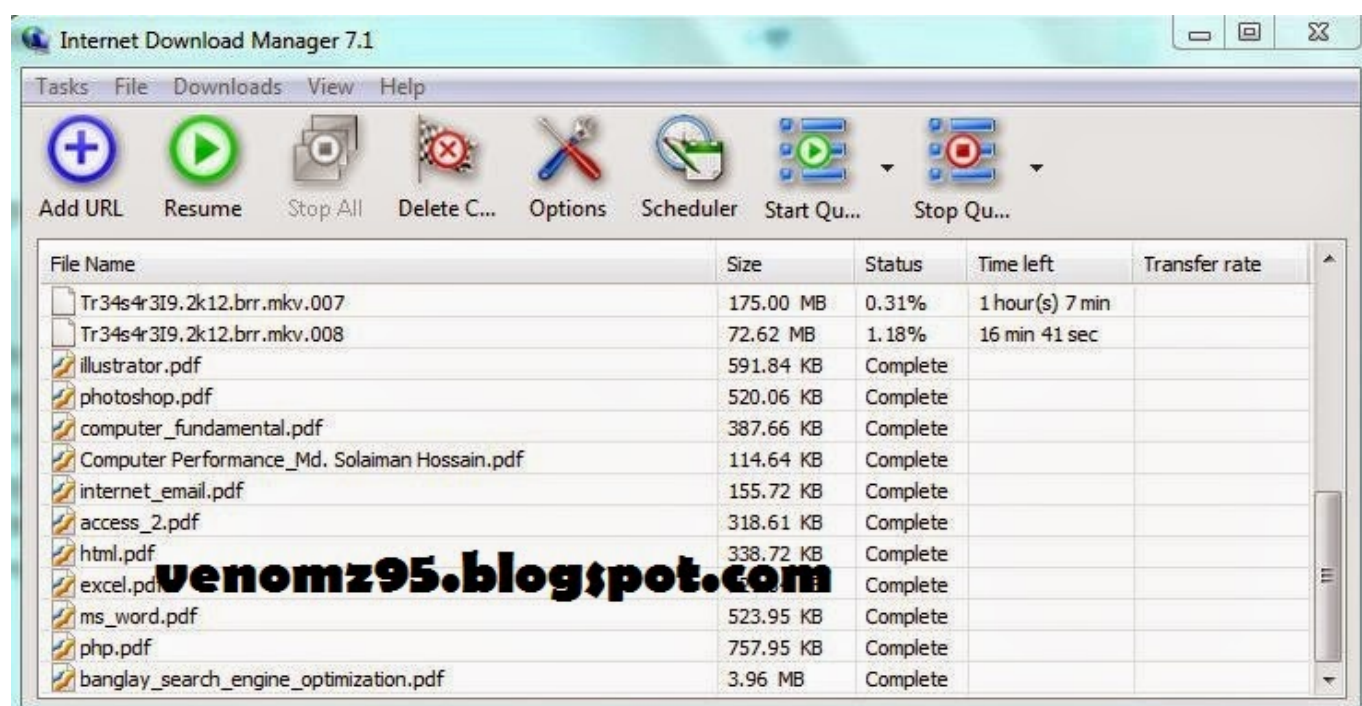 Internet Download Manager 7.1
Tasks File Downloads View Help
Add URL Resume Stop All Delete C... Options Scheduler Start Qu... Stop Qu...
File Name Size Status Time left Transfer rate
Tr34s4r3I9.2k12.brr.mkv.007 175.00 MB 0.31% 1 hour(s) 7 min
Tr34s4r3I9.2k12.brr.mkv.008 72.62 MB 1.18% 16 min 41 sec
illustrator.pdf 591.84 KB Complete
photoshop.pdf 520.06 KB Complete
computer_fundamental.pdf 387.66 KB Complete
Computer Performance_Md. Solaiman Hossain.pdf 114.64 KB Complete
internet_email.pdf 155.72 KB Complete
access_2.pdf 318.61 KB Complete
html.pdf 338.72 KB Complete
venomz95.blogspot.com
excel.pdf Complete
ms_word.pdf 523.95 KB Complete
php.pdf 757.95 KB Complete
banglay_search_engine_optimization.pdf 3.96 MB Complete